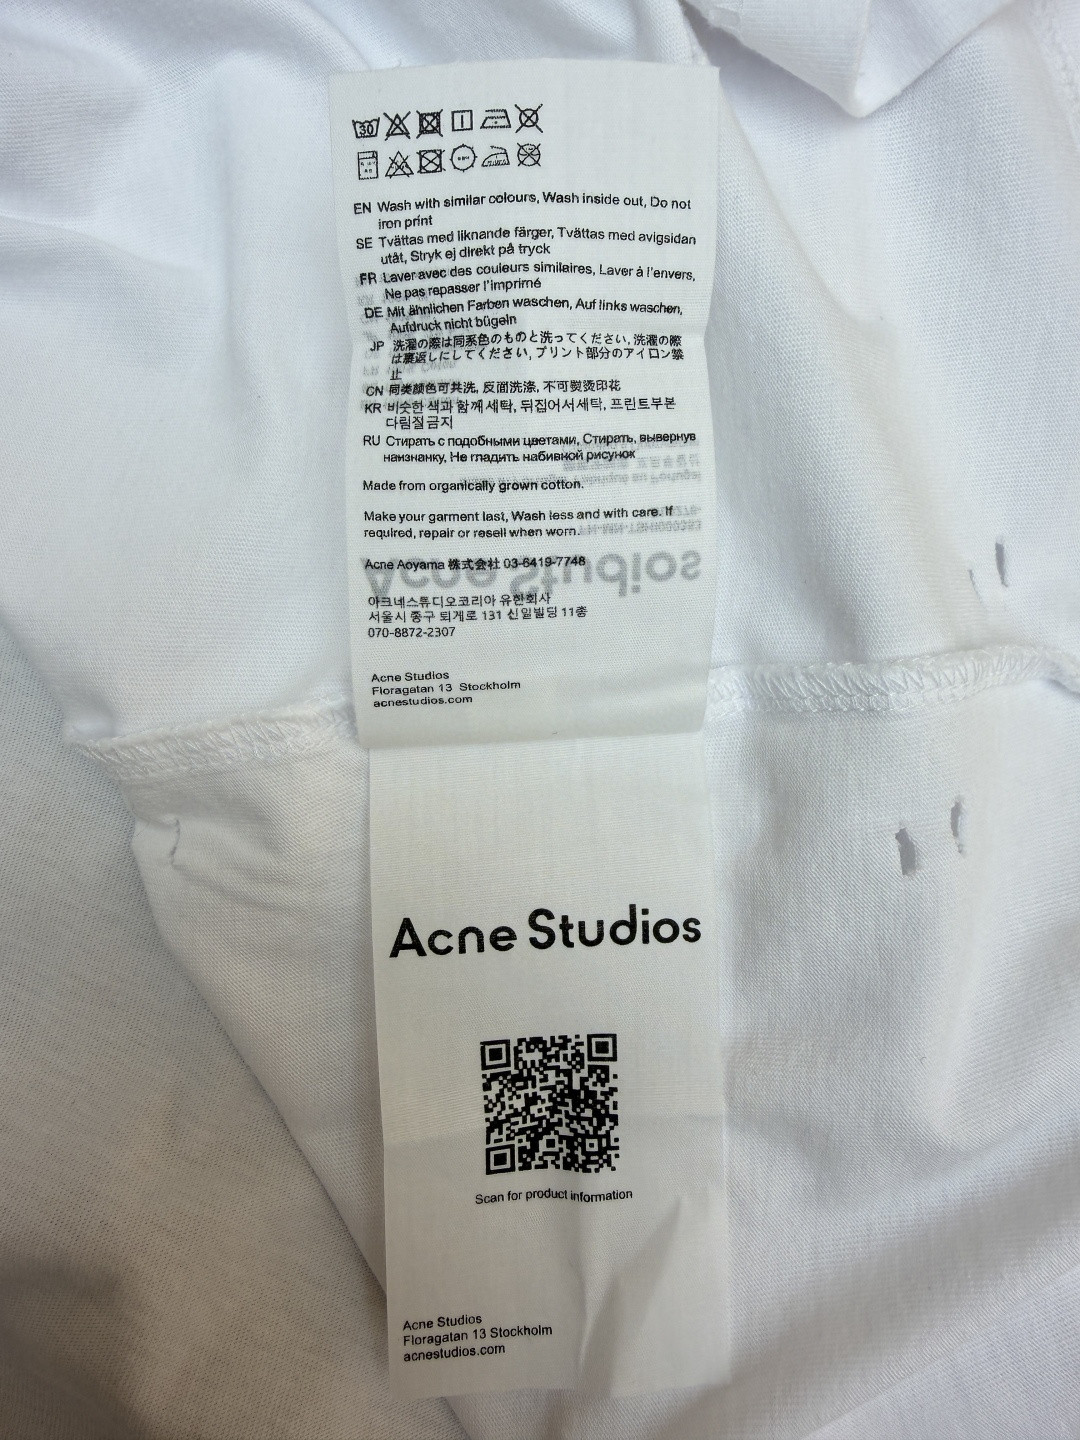 30
EN Wash with similar colours, Wash inside out, Do not
iron print
SE Tvättas med liknande färger, Tvättas med avigsidan
utåt, Stryk ej direkt på tryck
FR Laver avec des couleurs similaires, Laver à l'envers,
Ne pas repasser l'imprimé
DE Mit ähnlichen Farben waschen, Auf links waschen,
Aufdruck nicht bügeln
JP 洗濯の際は同系色のものと洗ってください, 洗濯の際
は裏返しにしてください, プリント部分のアイロン禁
止
CN 同类颜色可共洗, 反面洗涤, 不可熨烫印花
KR 비슷한 색과 함께 세탁, 뒤집어서 세탁, 프린트부분
다림질 금지
RU Стирать с подобными цветами, Стирать, вывернув
наизнанку, Не гладить набивной рисунок
Made from organically grown cotton.
Make your garment last, Wash less and with care. If
required, repair or resell when worn.
Acne Aoyama 株式会社 03-6419-7748
아크네스튜디오코리아 유한회사
서울시 중구 퇴계로 131 신일빌딩 11층
070-8872-2307
Acne Studios
Floragatan 13 Stockholm
acnestudios.com
Acne Studios
Scan for product information
Acne Studios
Floragatan 13 Stockholm
acnestudios.com